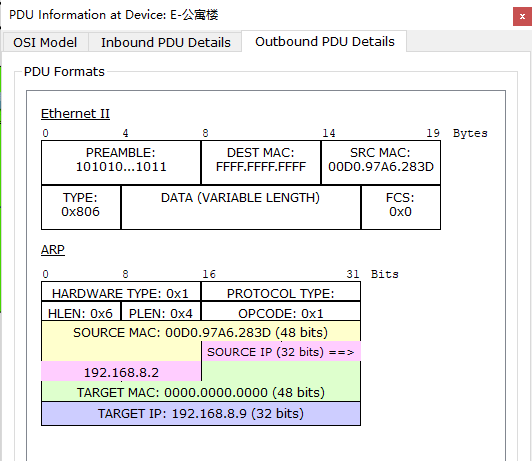 PDU Information at Device: E-公寓楼
x
OSI Model Inbound PDU Details Outbound PDU Details
PDU Formats
Ethernet II
0 4 8 14 19 Bytes
PREAMBLE: DEST MAC: SRC MAC:
101010...1011 FFFF.FFFF.FFFF 00D0.97A6.283D
TYPE: DATA (VARIABLE LENGTH) FCS:
0x806 0x0
ARP
0 8 16 31 Bits
HARDWARE TYPE: 0x1 PROTOCOL TYPE:
HLEN: 0x6 PLEN: 0x4 OPCODE: 0x1
SOURCE MAC: 00D0.97A6.283D (48 bits)
SOURCE IP (32 bits) ==>
192.168.8.2
TARGET MAC: 0000.0000.0000 (48 bits)
TARGET IP: 192.168.8.9 (32 bits)